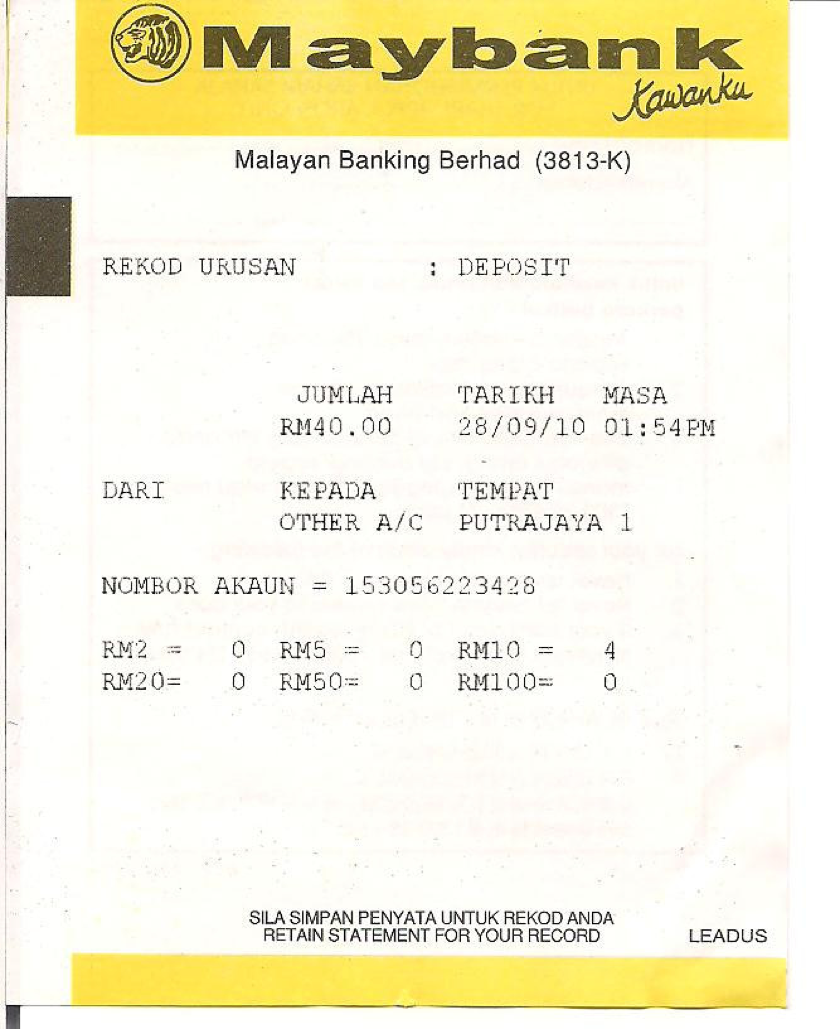 Maybank
Kawanku
Malayan Banking Berhad (3813-K)
REKOD URUSAN : DEPOSIT
JUMLAH TARIKH MASA
RM40.00 28/09/10 01:54PM
DARI KEPADA TEMPAT
OTHER A/C PUTRAJAYA 1
NOMBOR AKAUN = 153056223428
RM2 = 0 RM5 = 0 RM10 = 4
RM20= 0 RM50= 0 RM100= 0
SILA SIMPAN PENYATA UNTUK REKOD ANDA
RETAIN STATEMENT FOR YOUR RECORD LEADUS